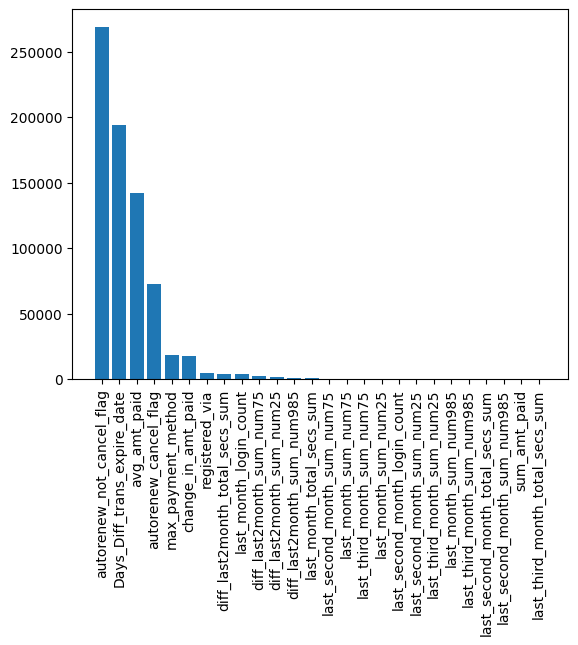 250000
200000
150000
100000
50000
0
autorenew_not_cancel_flag
Days_Diff_trans_expire_date
avg_amt_paid
autorenew_cancel_flag
max_payment_method
change_in_amt_paid
registered_via
diff_last2month_total_secs_sum
last_month_login_count
diff_last2month_sum_num75
diff_last2month_sum_num25
diff_last2month_sum_num985
last_month_total_secs_sum
last_second_month_sum_num75
last_month_sum_num75
last_third_month_sum_num75
last_month_sum_num25
last_second_month_login_count
last_second_month_sum_num25
last_third_month_sum_num25
last_month_sum_num985
last_third_month_sum_num985
last_second_month_total_secs_sum
last_second_month_sum_num985
sum_amt_paid
last_third_month_total_secs_sum